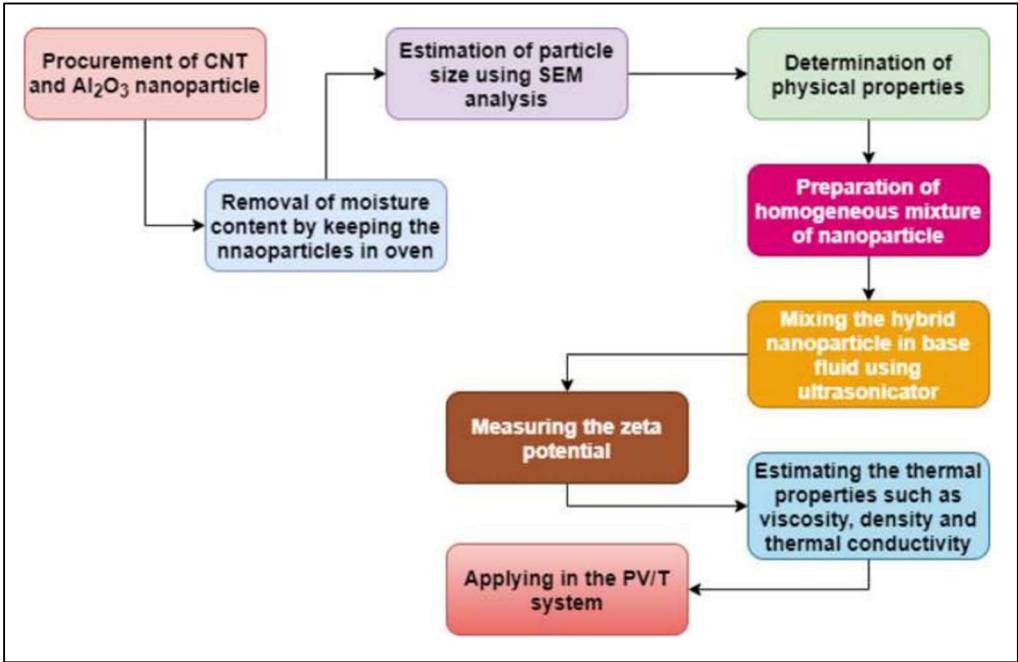 Procurement of CNT
and Al₂O₃ nanoparticle
Removal of moisture
content by keeping the
nnaoparticles in oven
Estimation of particle
size using SEM
analysis
Determination of
physical properties
Preparation of
homogeneous mixture
of nanoparticle
Mixing the hybrid
nanoparticle in base
fluid using
ultrasonicator
Measuring the zeta
potential
Estimating the thermal
properties such as
viscosity, density and
thermal conductivity
Applying in the PV/T
system